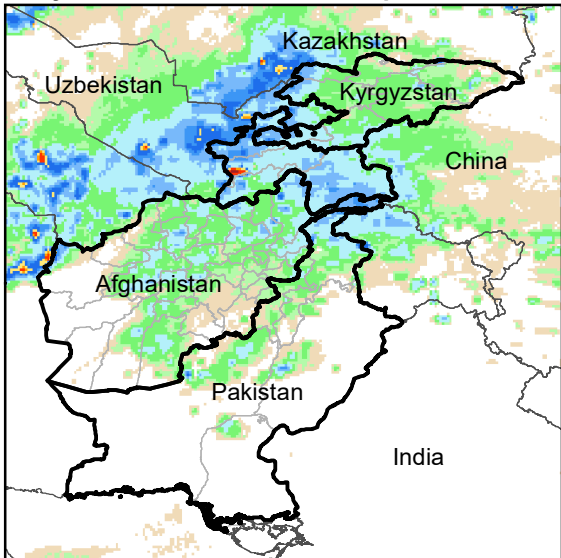 Kazakhstan
Uzbekistan
Kyrgyzstan
China
Afghanistan
Pakistan
India